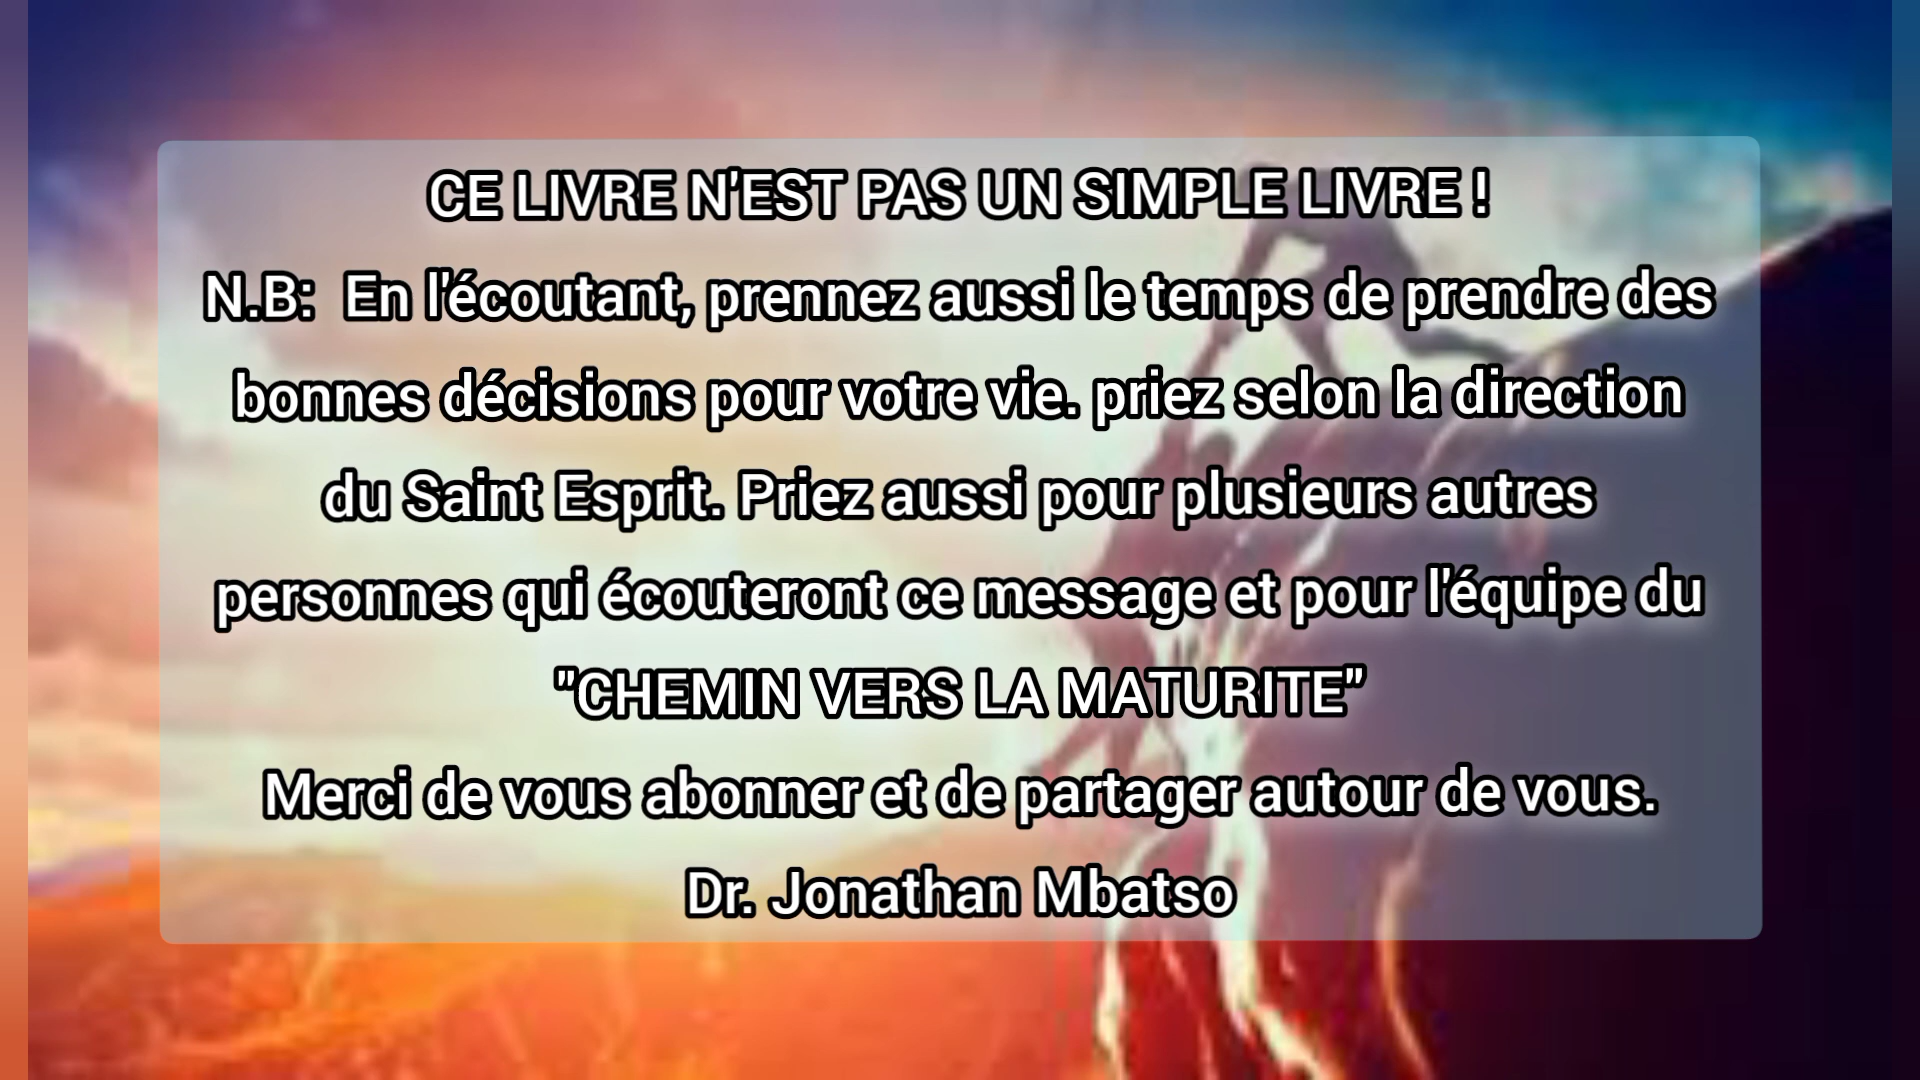 CE LIVRE N'EST PAS UN SIMPLE LIVRE !
N.B:  En l'écoutant, prennez aussi le temps de prendre des
bonnes décisions pour votre vie. priez selon la direction
du Saint Esprit. Priez aussi pour plusieurs autres
personnes qui écouteront ce message et pour l'équipe du
"CHEMIN VERS LA MATURITE"
Merci de vous abonner et de partager autour de vous.
Dr. Jonathan Mbatso